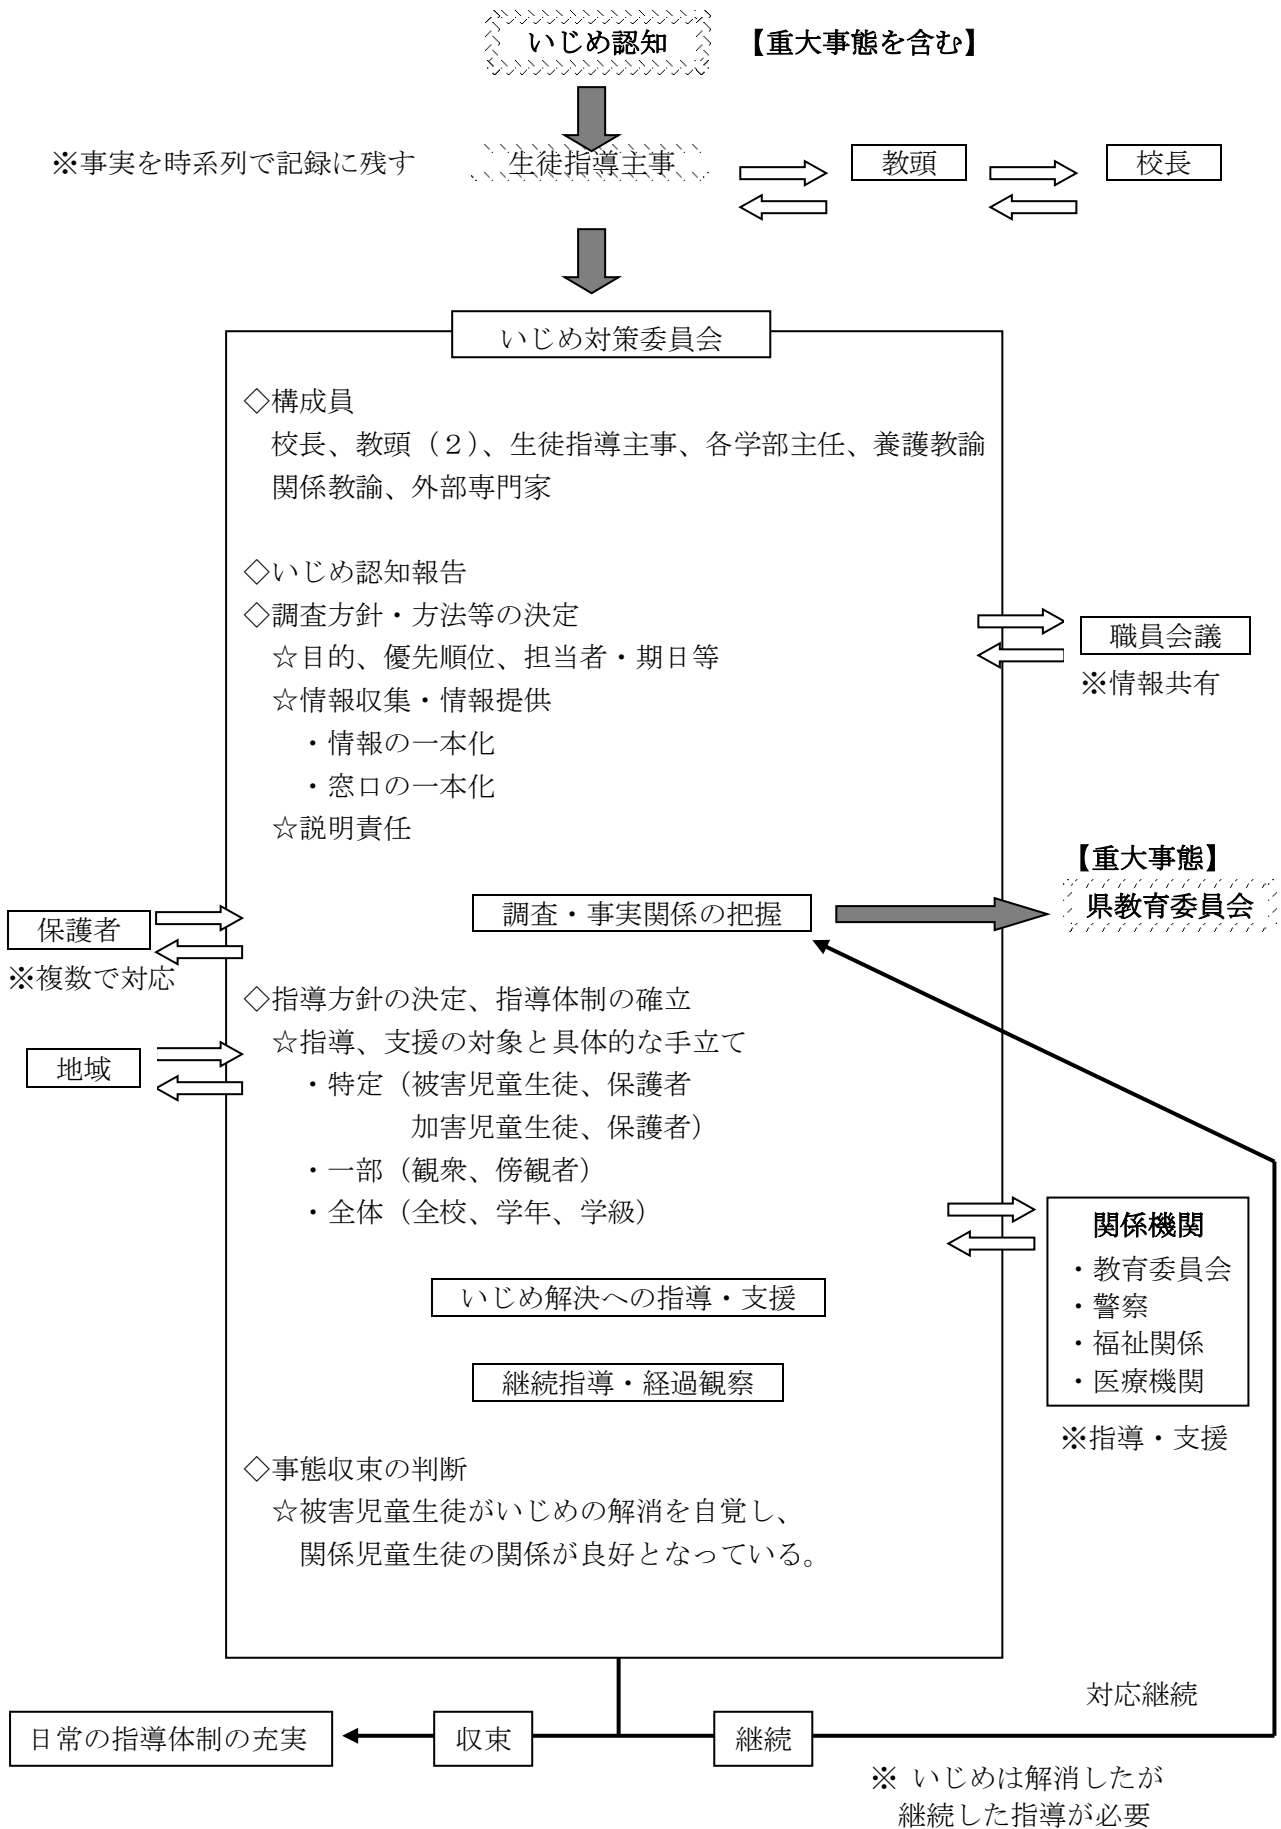 いじめ認知　【重大事態を含む】
※事実を時系列で記録に残す
生徒指導主事
教頭
校長
いじめ対策委員会
◇構成員
校長、教頭（２）、生徒指導主事、各学部主任、養護教諭
関係教諭、外部専門家
◇いじめ認知報告
◇調査方針・方法等の決定
☆目的、優先順位、担当者・期日等
☆情報収集・情報提供
・情報の一本化
・窓口の一本化
☆説明責任
職員会議
※情報共有
【重大事態】
県教育委員会
調査・事実関係の把握
保護者
※複数で対応
地域
◇指導方針の決定、指導体制の確立
☆指導、支援の対象と具体的な手立て
・特定（被害児童生徒、保護者
加害児童生徒、保護者）
・一部（観衆、傍観者）
・全体（全校、学年、学級）
関係機関
・教育委員会
・警察
・福祉関係
・医療機関
※指導・支援
いじめ解決への指導・支援
継続指導・経過観察
◇事態収束の判断
☆被害児童生徒がいじめの解消を自覚し、
関係児童生徒の関係が良好となっている。
対応継続
日常の指導体制の充実
収束
継続
※ いじめは解消したが
継続した指導が必要